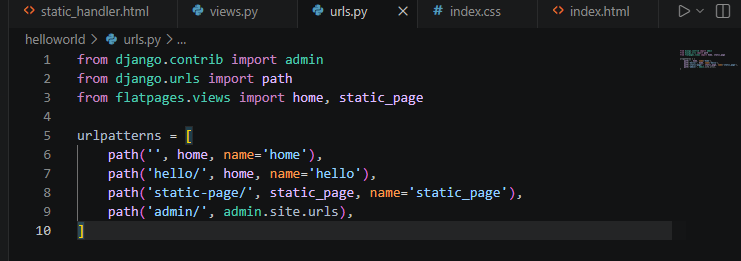 static_handler.html views.py urls.py index.css index.html
helloworld > urls.py > ...
1 from django.contrib import admin
2 from django.urls import path
3 from flatpages.views import home, static_page
4
5 urlpatterns = [
6 path('', home, name='home'),
7 path('hello/', home, name='hello'),
8 path('static-page/', static_page, name='static_page'),
9 path('admin/', admin.site.urls),
10 ]